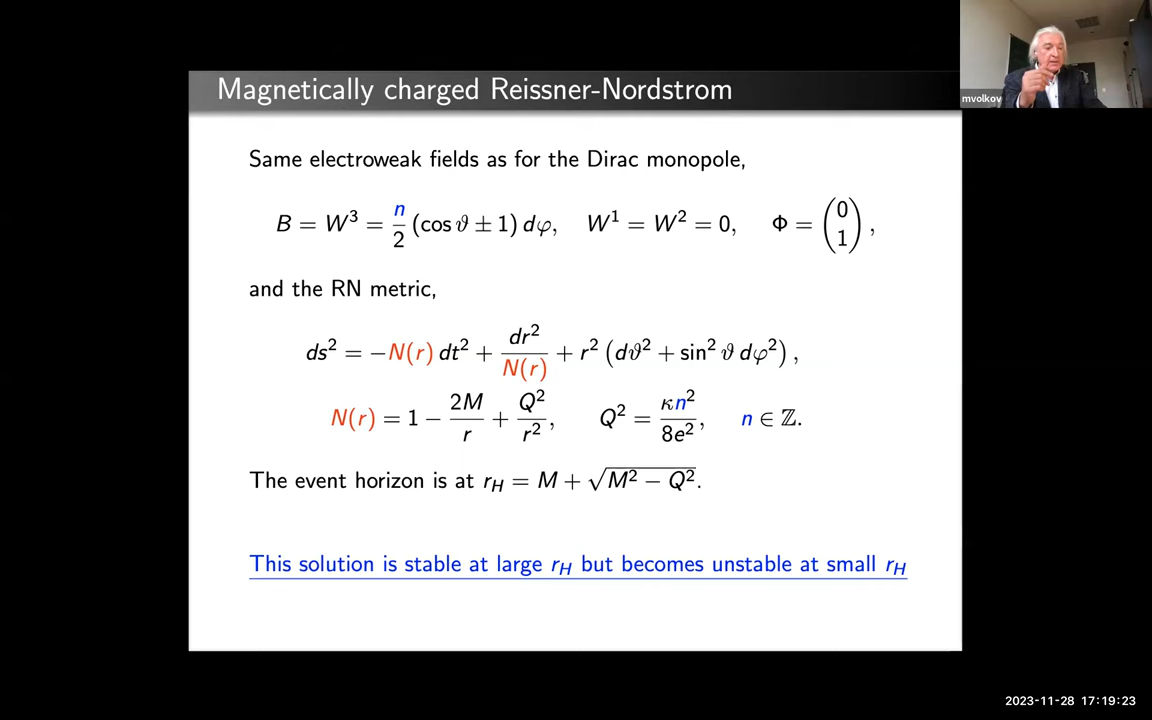 Magnetically charged Reissner-Nordstrom
mvolkov
Same electroweak fields as for the Dirac monopole,
B = W³ = n/2 (cos ϑ ± 1) dφ, W¹ = W² = 0, Φ = (0 1),
and the RN metric,
ds² = −N(r) dt² + dr²/N(r) + r² (dϑ² + sin² ϑ dφ²),
N(r) = 1 − 2M/r + Q²/r², Q² = κn²/8e², n ∈ ℤ.
The event horizon is at r_H = M + √(M² − Q²).
This solution is stable at large r_H but becomes unstable at small r_H
2023-11-28 17:19:23